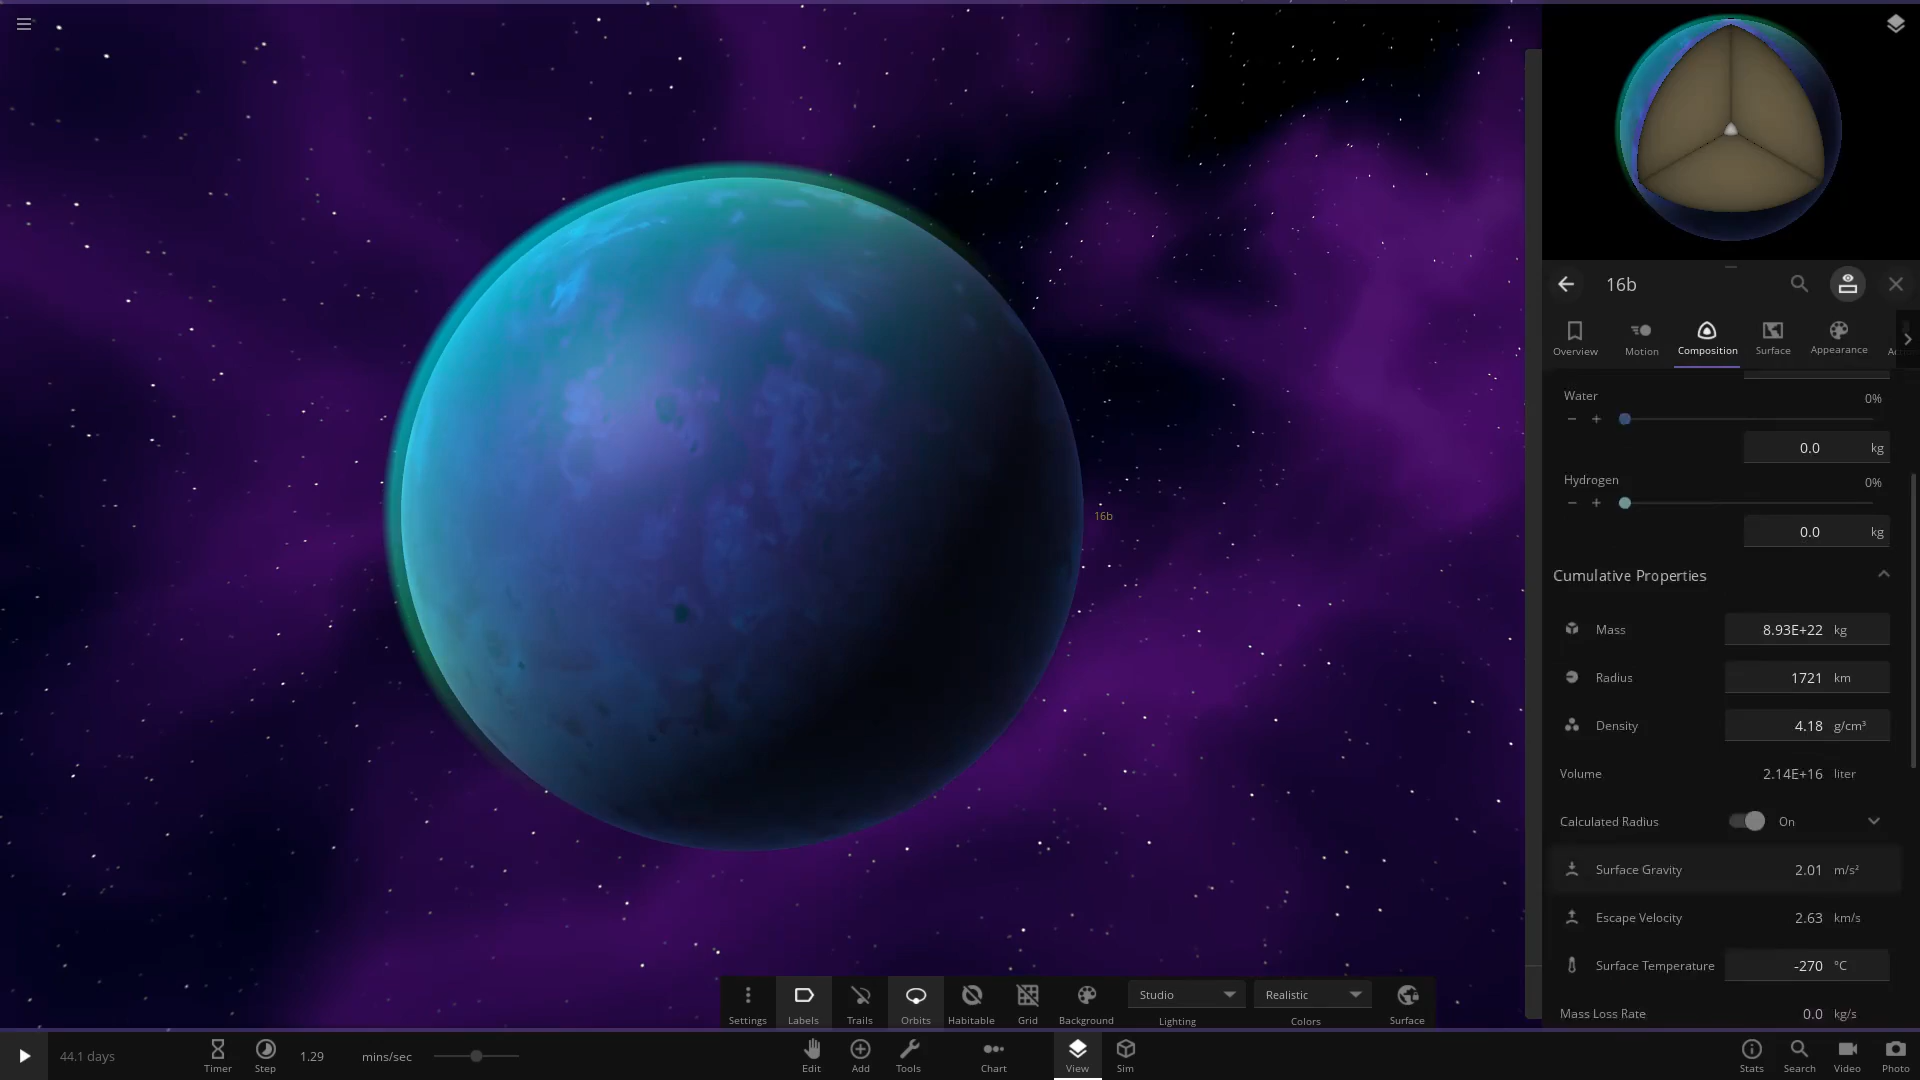 16b
16b
Overview
Motion
Composition
Surface
Appearance
Water
0%
− +
0.0 kg
Hydrogen
0%
− +
0.0 kg
Cumulative Properties
Mass 8.93E+22 kg
Radius 1721 km
Density 4.18 g/cm³
Volume 2.14E+16 liter
Calculated Radius On
Surface Gravity 2.01 m/s²
Escape Velocity 2.63 km/s
Surface Temperature -270 °C
Mass Loss Rate 0.0 kg/s
Settings
Labels
Trails
Orbits
Habitable
Grid
Background
Studio
Lighting
Realistic
Colors
Surface
44.1 days
Timer
Step
1.29 mins/sec
Edit
Add
Tools
Chart
View
Sim
Stats
Search
Video
Photo